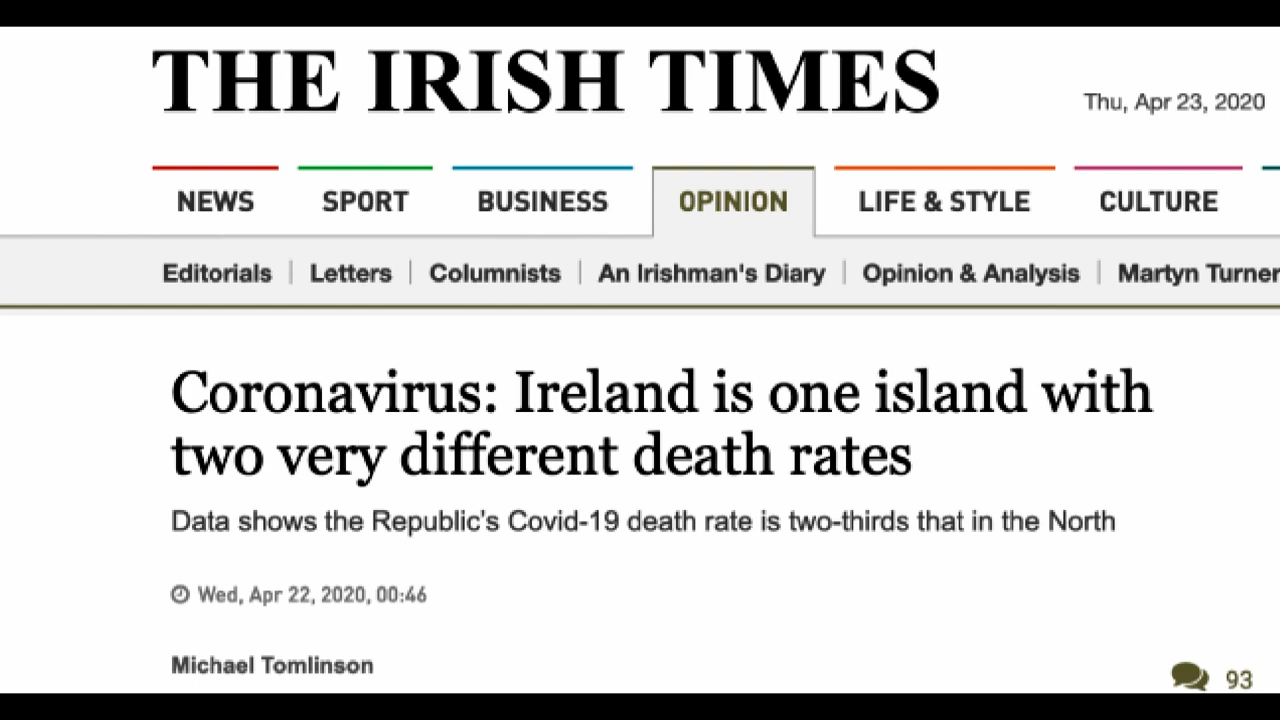 THE IRISH TIMES
Thu, Apr 23, 2020
NEWS SPORT BUSINESS OPINION LIFE & STYLE CULTURE
Editorials | Letters | Columnists | An Irishman's Diary | Opinion & Analysis | Martyn Turner
Coronavirus: Ireland is one island with
two very different death rates
Data shows the Republic's Covid-19 death rate is two-thirds that in the North
Wed, Apr 22, 2020, 00:46
Michael Tomlinson
93